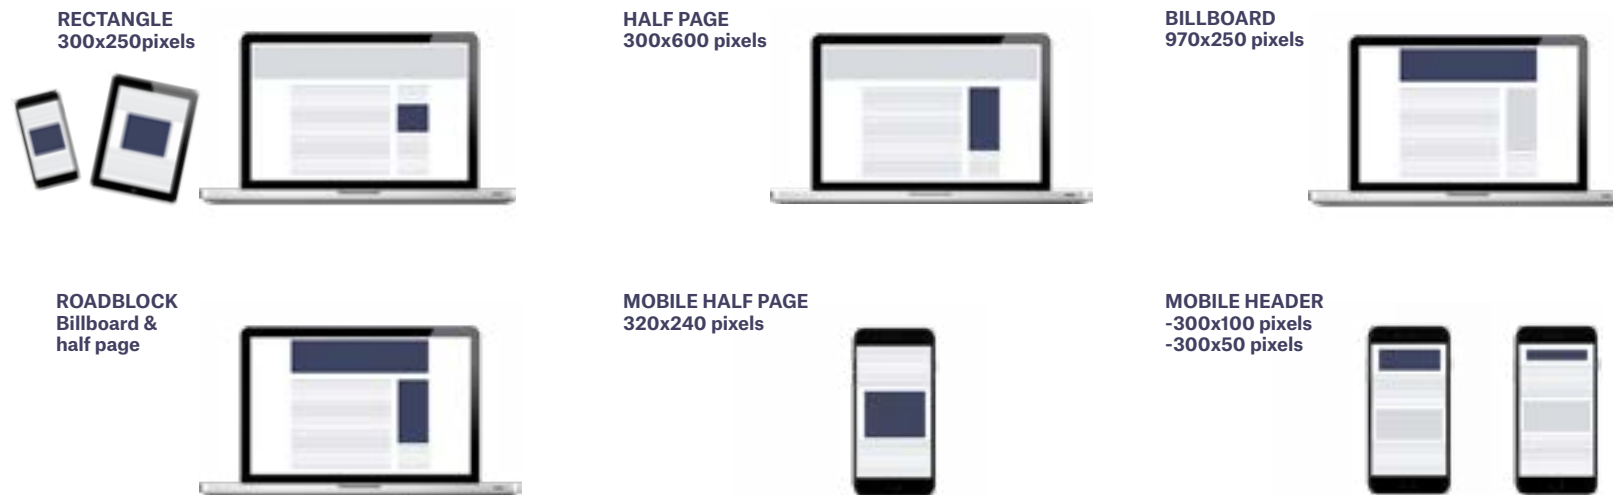 RECTANGLE
300x250pixels
HALF PAGE
300x600 pixels
BILLBOARD
970x250 pixels
ROADBLOCK
Billboard &
half page
MOBILE HALF PAGE
320x240 pixels
MOBILE HEADER
-300x100 pixels
-300x50 pixels